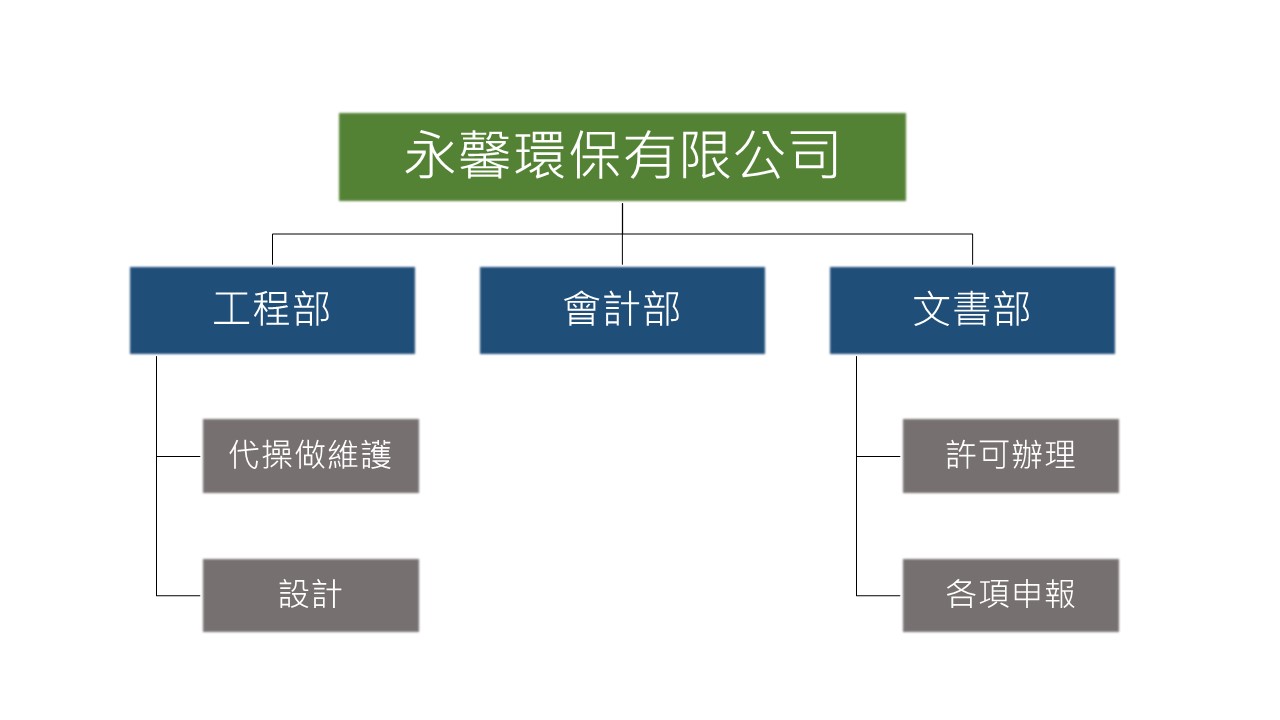 永馨環保有限公司
工程部
會計部
文書部
代操做維護
許可辦理
設計
各項申報